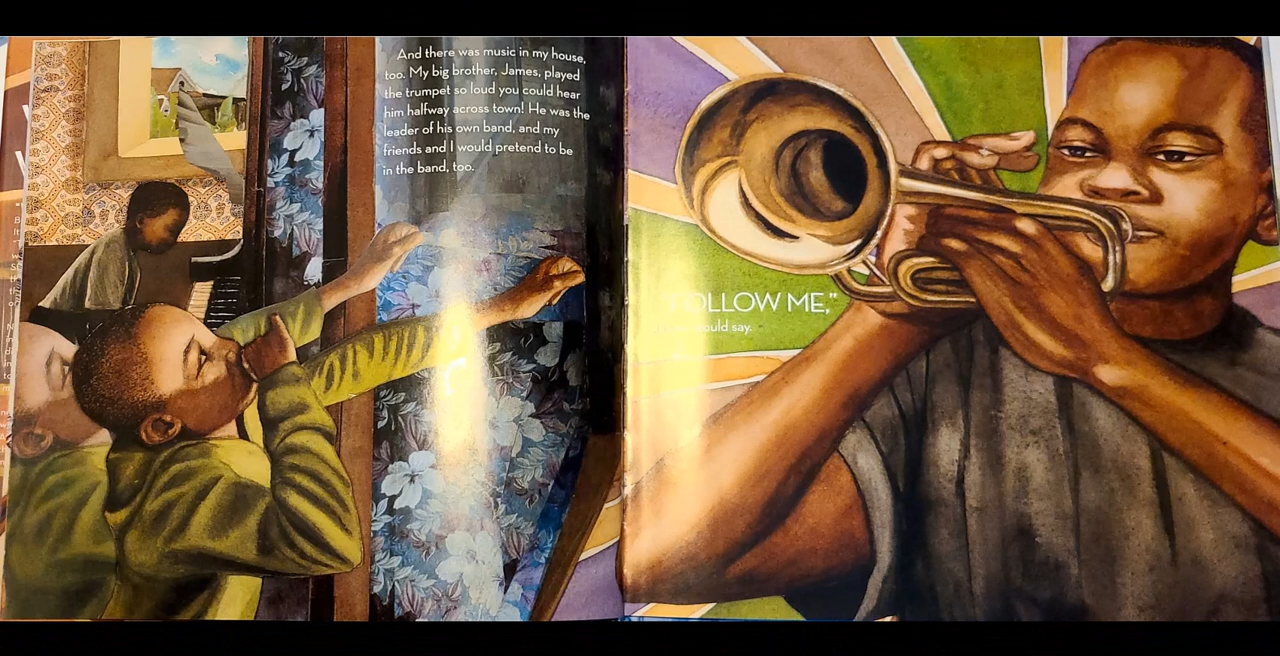 And there was music in my house,
too. My big brother, James, played
the trumpet so loud you could hear
him halfway across town! He was the
leader of his own band, and my
friends and I would pretend to be
in the band, too.
ME,”
say.